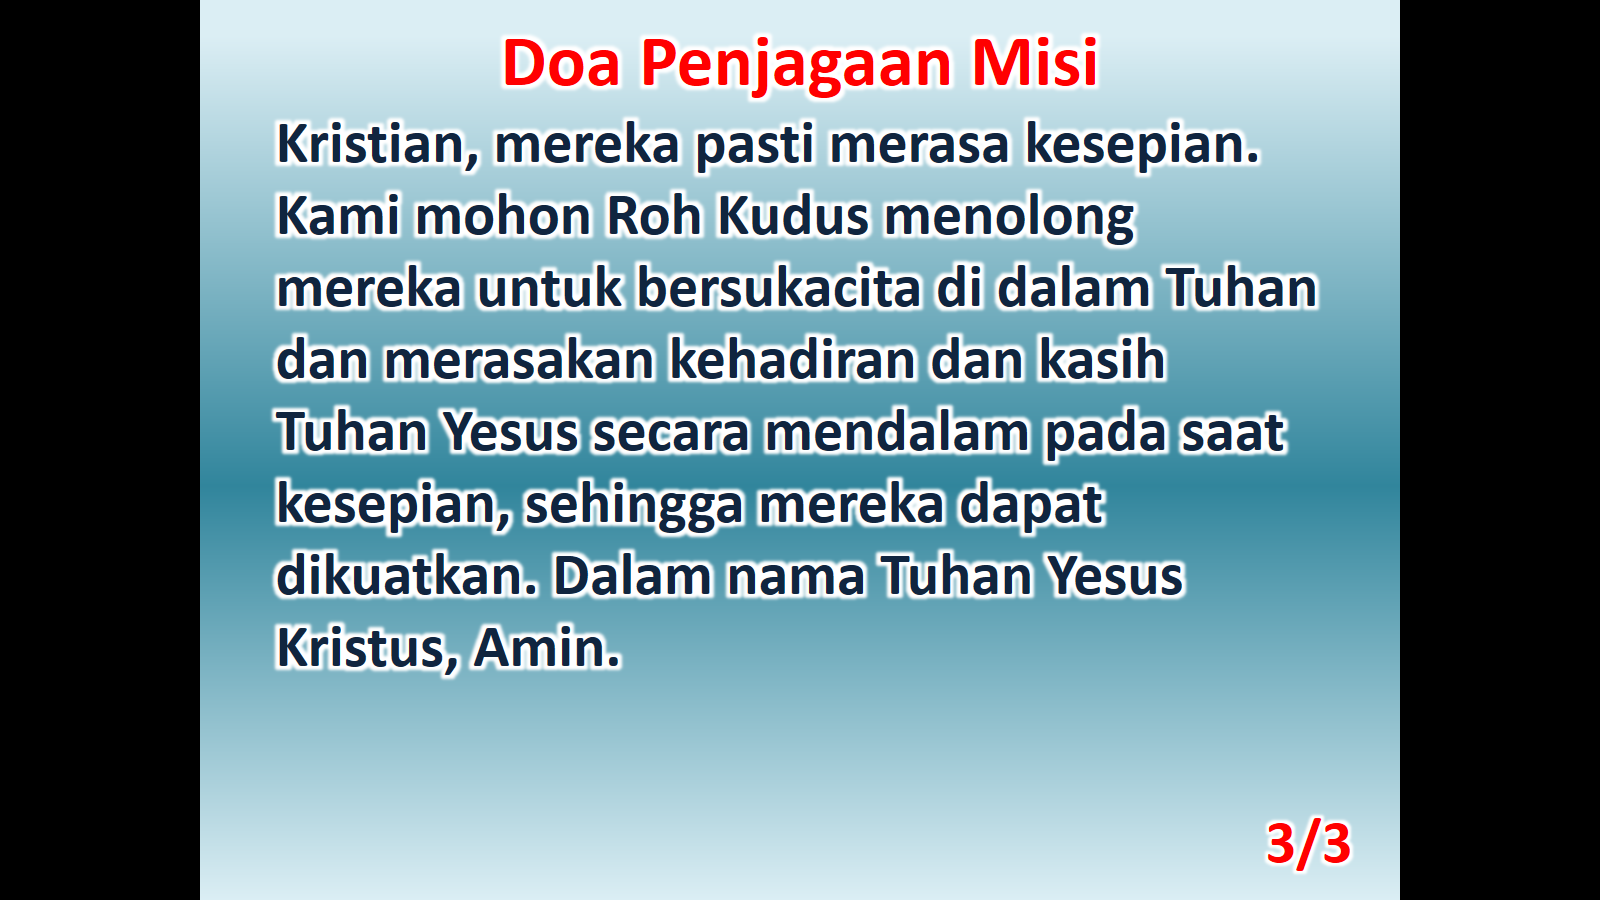 Doa Penjagaan Misi
Kristian, mereka pasti merasa kesepian.
Kami mohon Roh Kudus menolong
mereka untuk bersukacita di dalam Tuhan
dan merasakan kehadiran dan kasih
Tuhan Yesus secara mendalam pada saat
kesepian, sehingga mereka dapat
dikuatkan. Dalam nama Tuhan Yesus
Kristus, Amin.
3/3